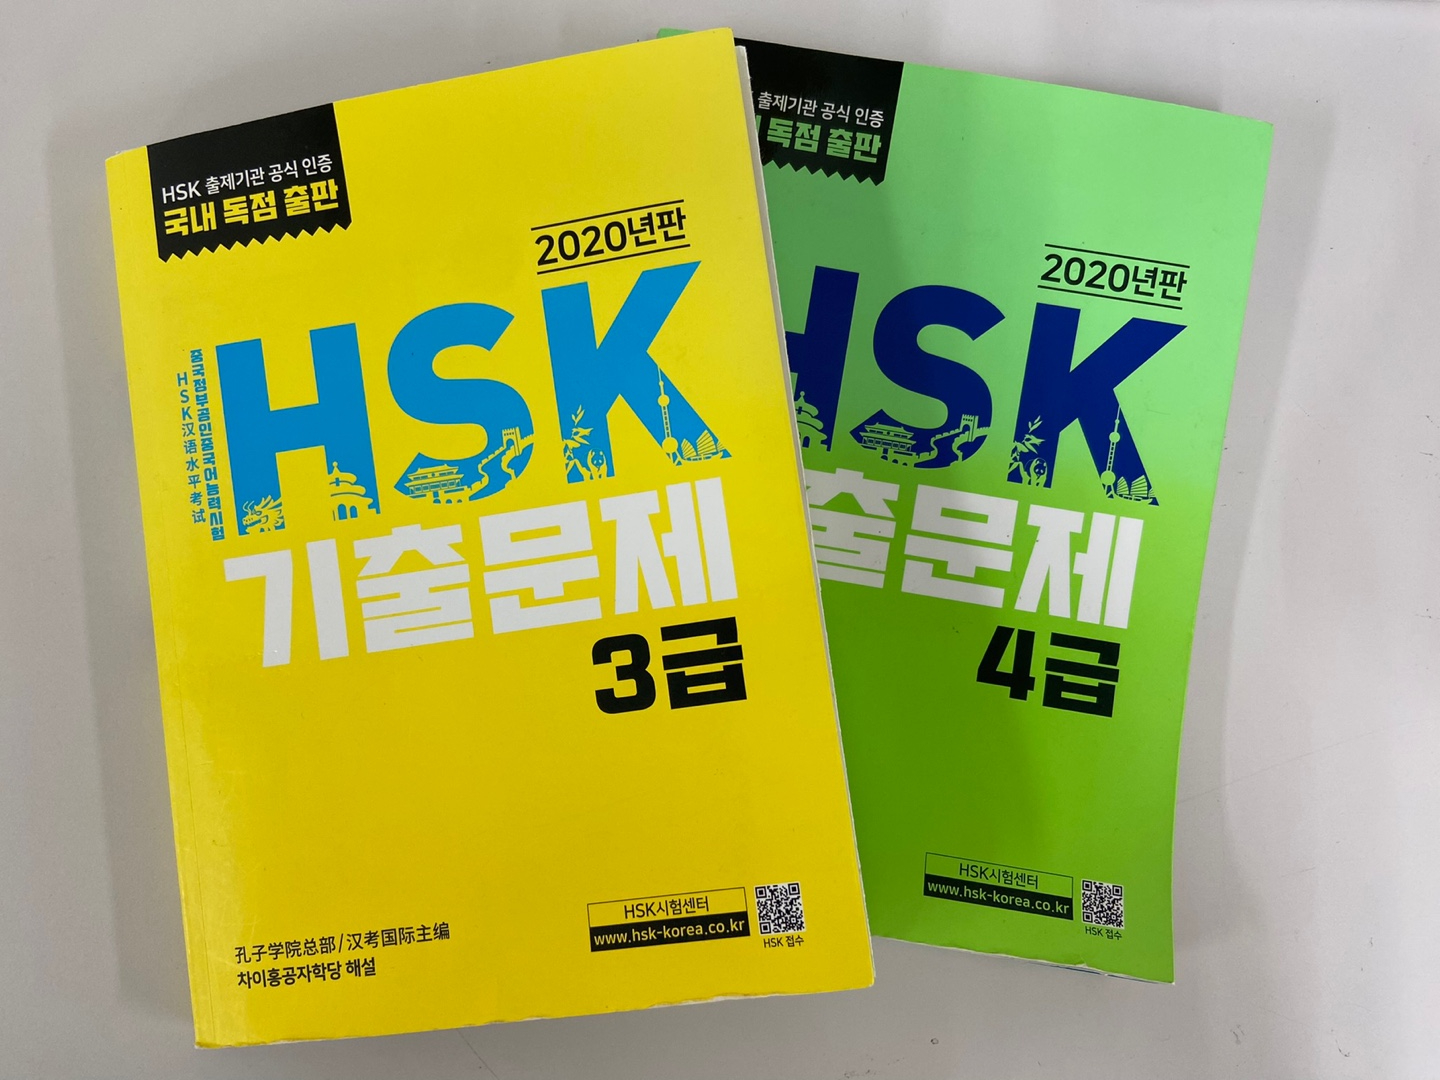 HSK 출제기관 공식 인증
국내 독점 출판
2020년판
HSK
중국정부공인중국어능력시험
HSK汉语水平考试
기출문제
3급
孔子学院总部/汉考国际主编
차이홍공자학당 해설
HSK시험센터
www.hsk-korea.co.kr
HSK 접수
출제기관 공식 인증
독점 출판
2020년판
HSK
출문제
4급
HSK시험센터
www.hsk-korea.co.kr
HSK 접수